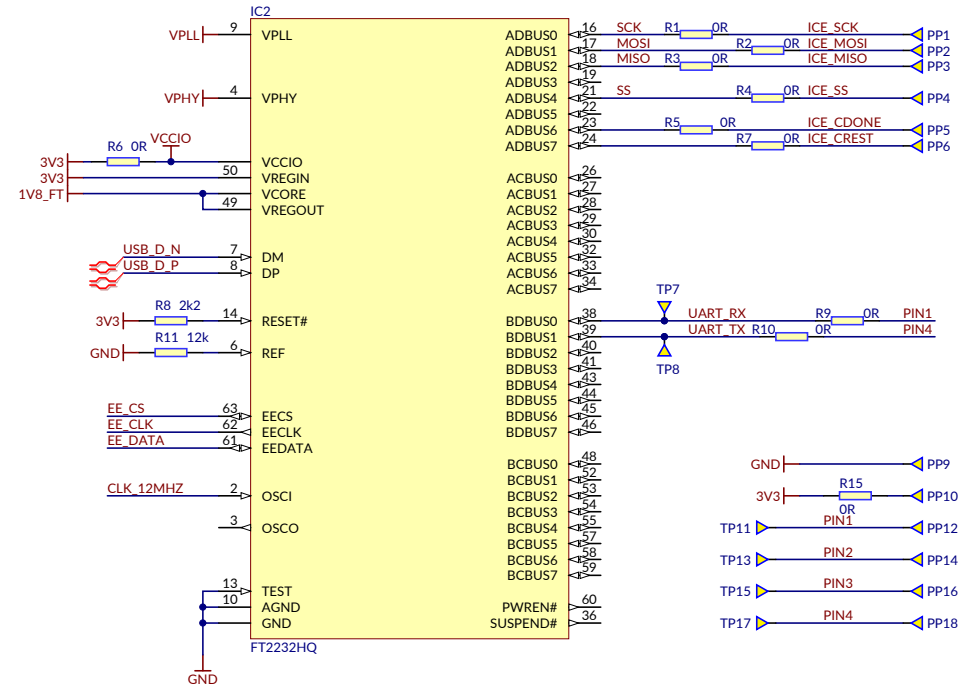 IC2
VPLL 9 VPLL ADBUS0 16 SCK R1 0R ICE_SCK PP1
ADBUS1 17 MOSI R2 0R ICE_MOSI PP2
ADBUS2 18 MISO R3 0R ICE_MISO PP3
ADBUS3 19
VPHY 4 VPHY ADBUS4 21 SS R4 0R ICE_SS PP4
ADBUS5 22
ADBUS6 23 R5 0R ICE_CDONE PP5
ADBUS7 24 R7 0R ICE_CREST PP6
VCCIO
R6 0R
3V3 VCCIO
3V3 50 VREGIN ACBUS0 26
1V8_FT VCORE ACBUS1 27
49 VREGOUT ACBUS2 28
ACBUS3 29
ACBUS4 30
USB_D_N 7 DM ACBUS5 32
USB_D_P 8 DP ACBUS6 33
ACBUS7 34
TP7
R8 2k2
3V3 14 RESET# BDBUS0 38 UART_RX R9 0R PIN1
R11 12k BDBUS1 39 UART_TX R10 0R PIN4
GND 6 REF BDBUS2 40
TP8
BDBUS3 41
BDBUS4 43
BDBUS5 44
EE_CS 63 EECS BDBUS6 45
EE_CLK 62 EECLK BDBUS7 46
EE_DATA 61 EEDATA
BCBUS0 48 GND PP9
BCBUS1 52 R15
CLK_12MHZ 2 OSCI BCBUS2 53 3V3 PP10
0R
BCBUS3 54
3 OSCO BCBUS4 55 TP11 PIN1 PP12
BCBUS5 57
BCBUS6 58 TP13 PIN2 PP14
BCBUS7 59
13 TEST TP15 PIN3 PP16
10 AGND PWREN# 60
GND SUSPEND# 36 TP17 PIN4 PP18
FT2232HQ
GND